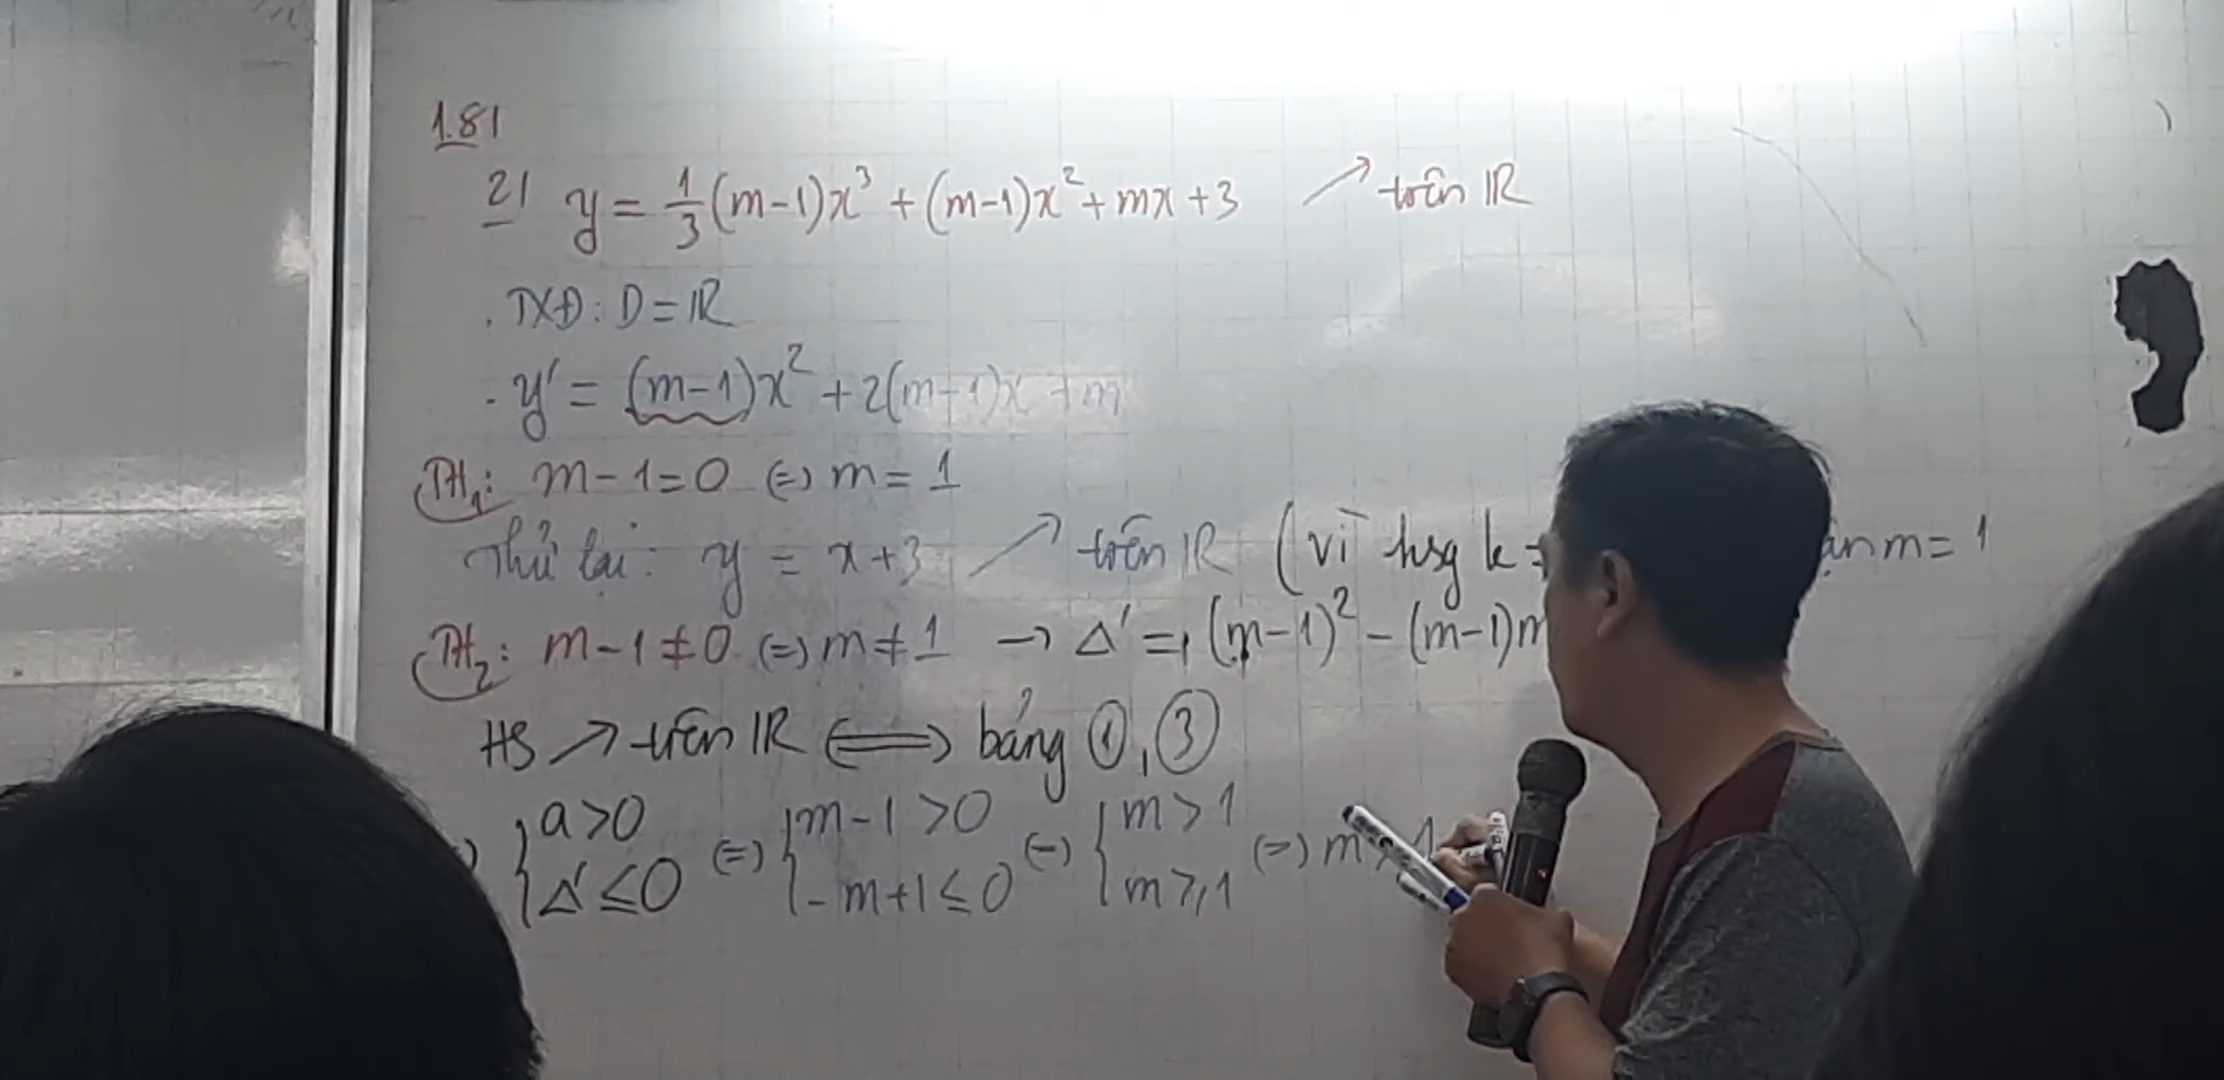 1.81
2) y = 1/3 (m-1)x³ + (m-1)x² + mx + 3 ↗ trên ℝ
. TXĐ: D = ℝ
. y' = (m-1)x² + 2(m-1)x + m
TH₁: m - 1 = 0 (=) m = 1
Thử lại: y = x + 3 ↗ trên ℝ (vì hsg k = m = 1
TH₂: m - 1 ≠ 0 (=) m ≠ 1 → Δ' = (m-1)² - (m-1)m
HS ↗ trên ℝ ⟺ bảng ①, ③
{ a > 0 (=) { m - 1 > 0 (=) { m > 1 (=) m > 1
{ Δ' ≤ 0 { -m + 1 ≤ 0 { m ≥ 1